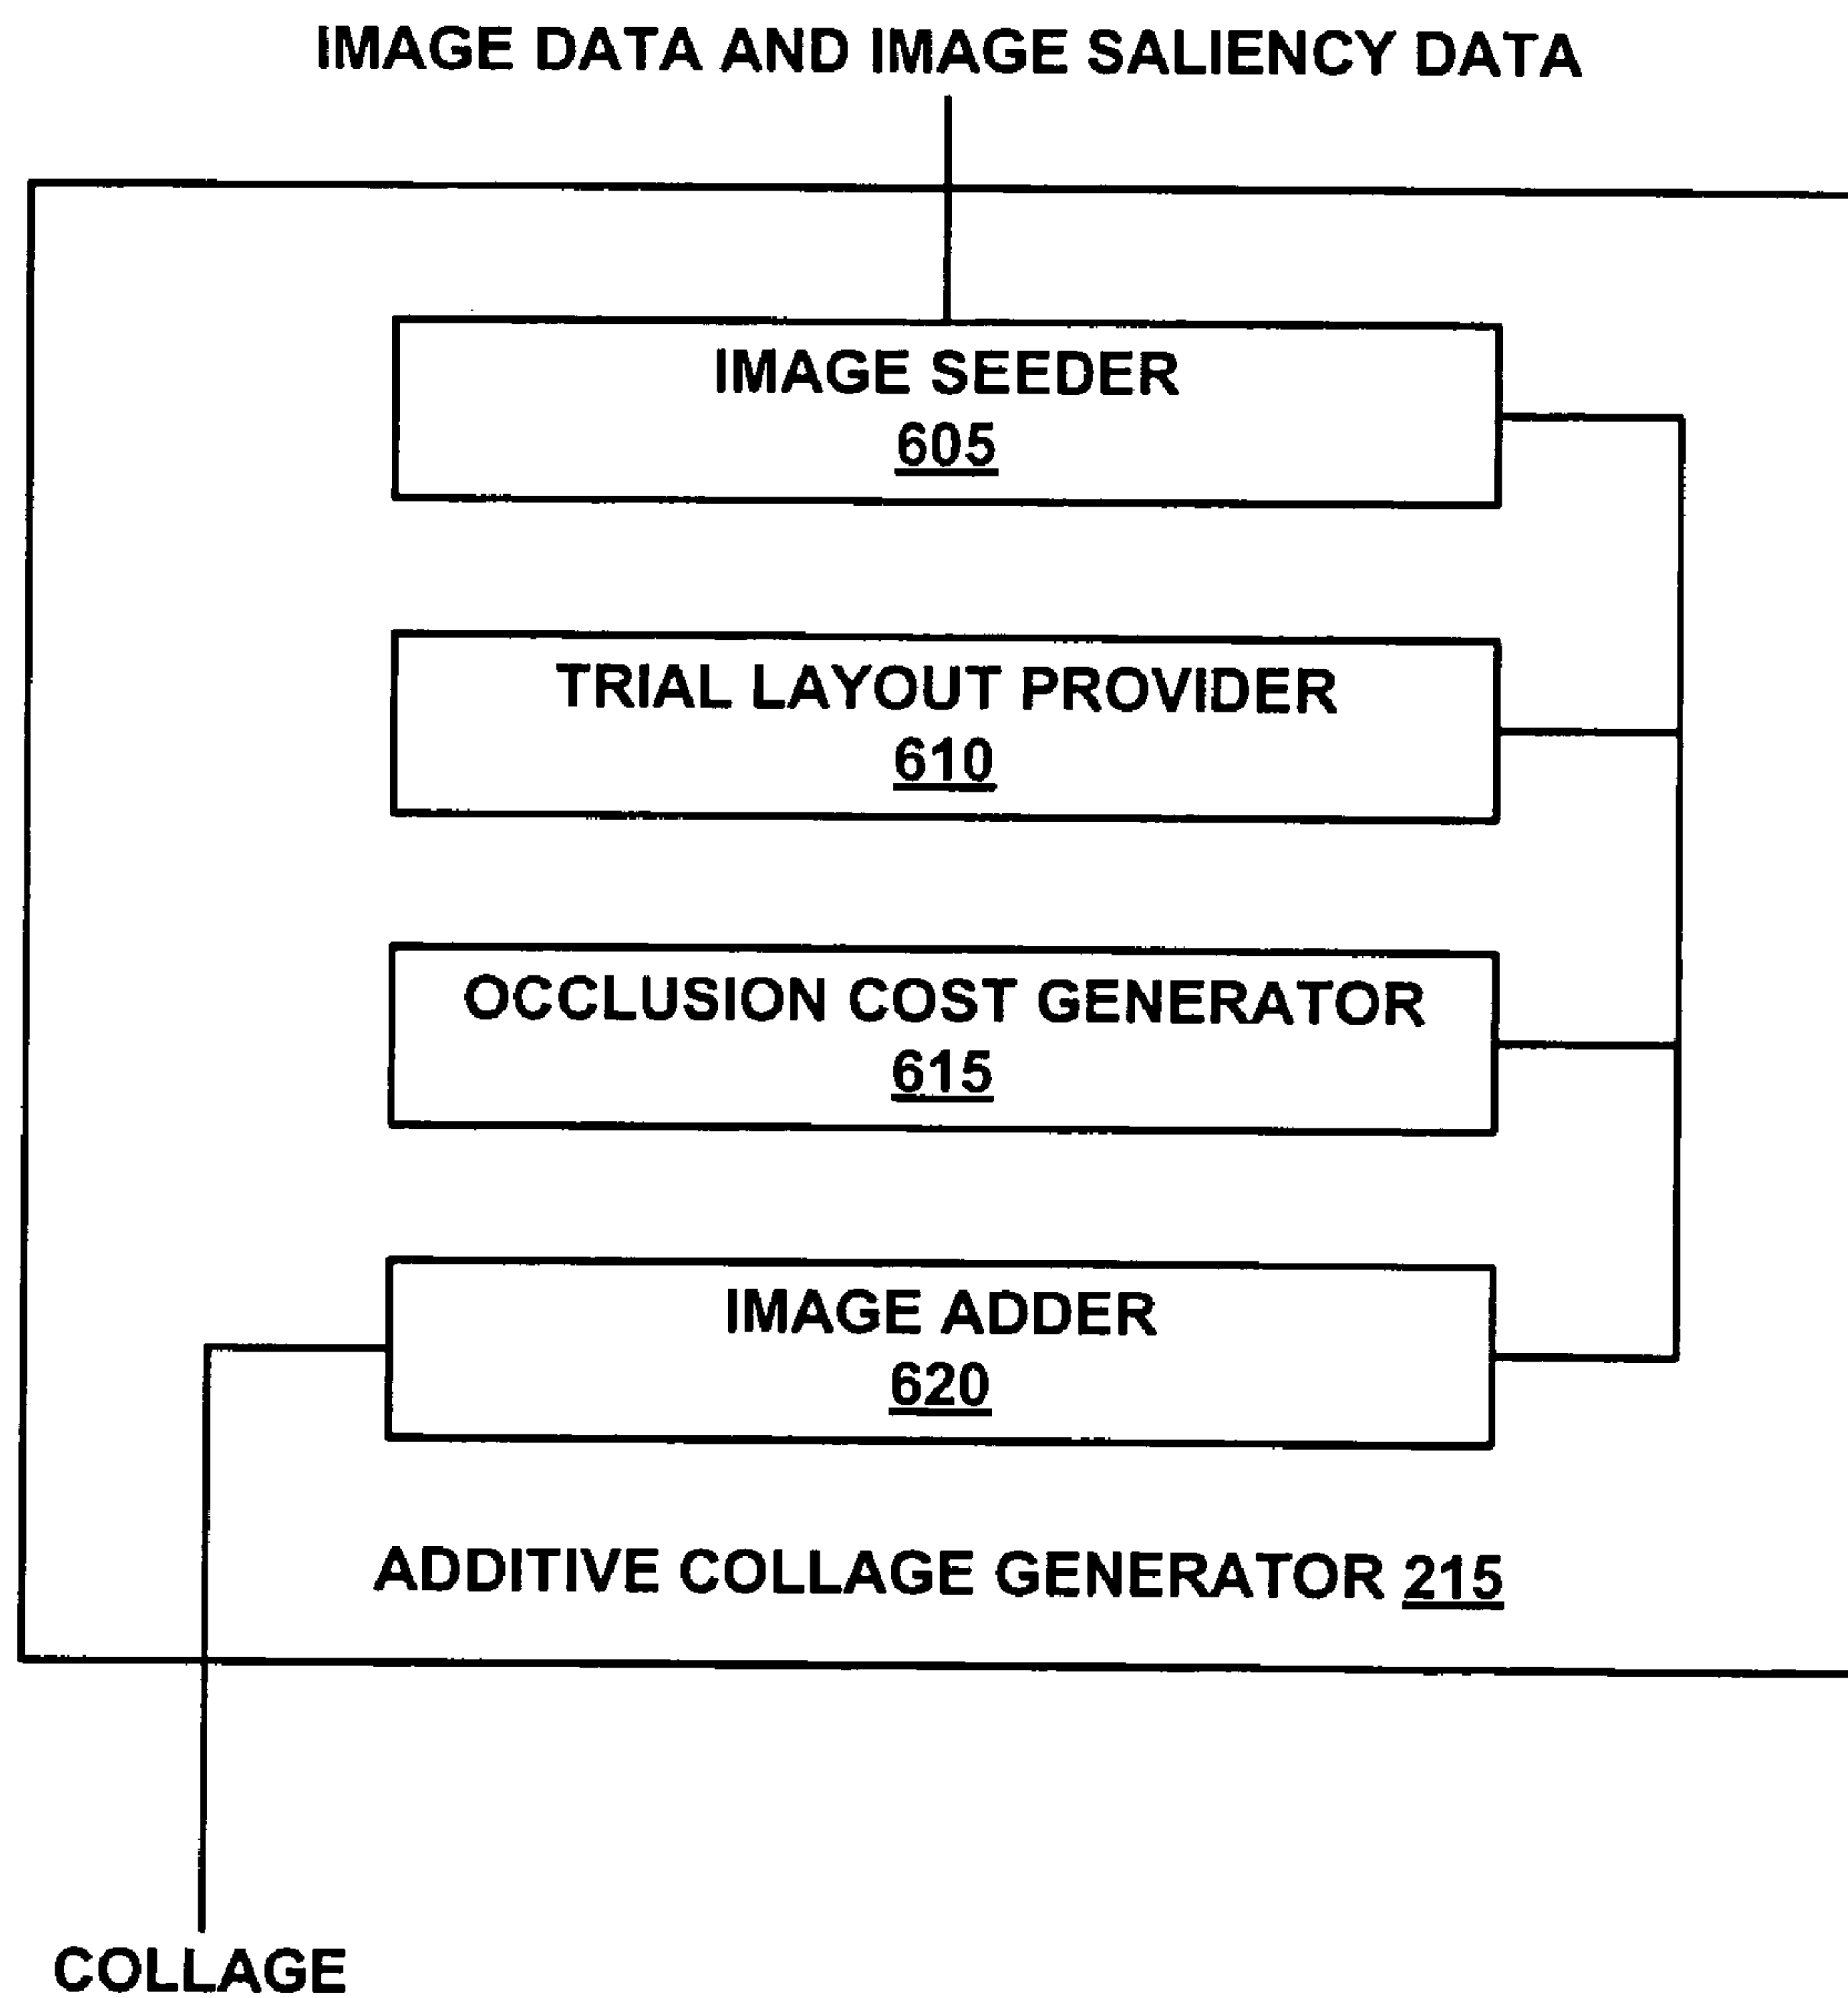 IMAGE DATA AND IMAGE SALIENCY DATA
IMAGE SEEDER
605
TRIAL LAYOUT PROVIDER
610
OCCLUSION COST GENERATOR
615
IMAGE ADDER
620
ADDITIVE COLLAGE GENERATOR 215
COLLAGE